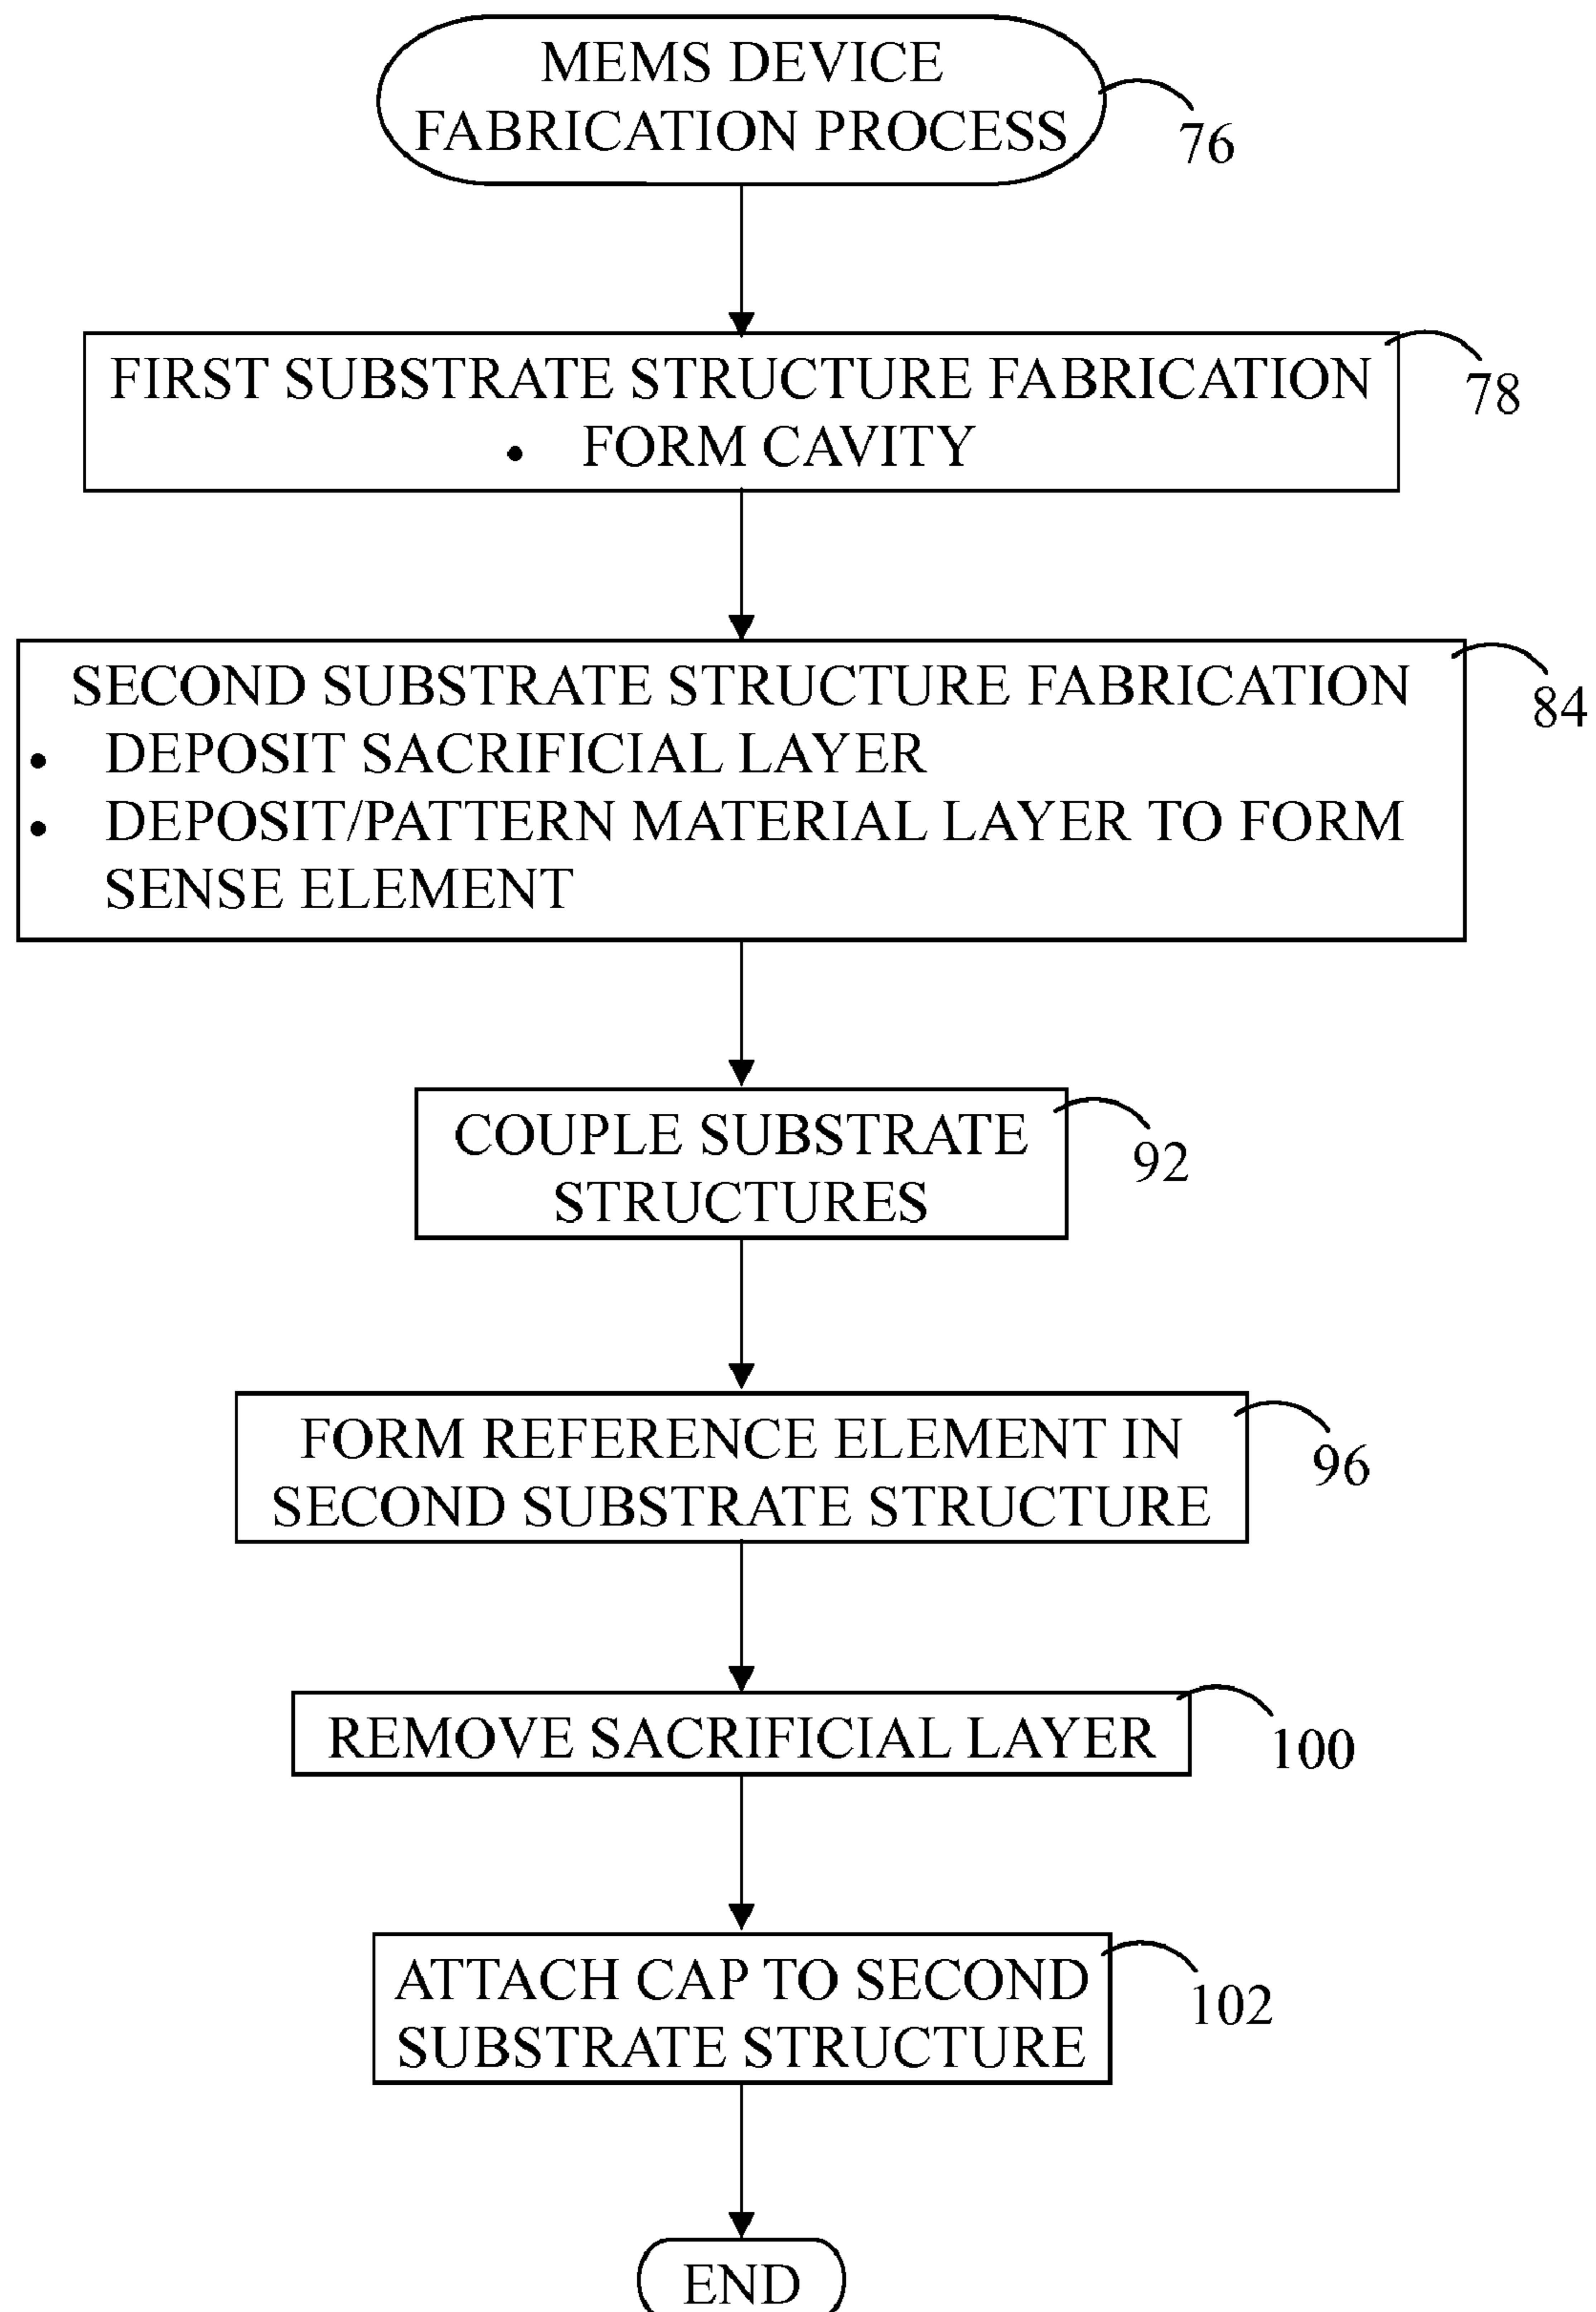 MEMS DEVICE
FABRICATION PROCESS
76
FIRST SUBSTRATE STRUCTURE FABRICATION
• FORM CAVITY
78
SECOND SUBSTRATE STRUCTURE FABRICATION
• DEPOSIT SACRIFICIAL LAYER
• DEPOSIT/PATTERN MATERIAL LAYER TO FORM
SENSE ELEMENT
84
COUPLE SUBSTRATE
STRUCTURES
92
FORM REFERENCE ELEMENT IN
SECOND SUBSTRATE STRUCTURE
96
REMOVE SACRIFICIAL LAYER
100
ATTACH CAP TO SECOND
SUBSTRATE STRUCTURE
102
END